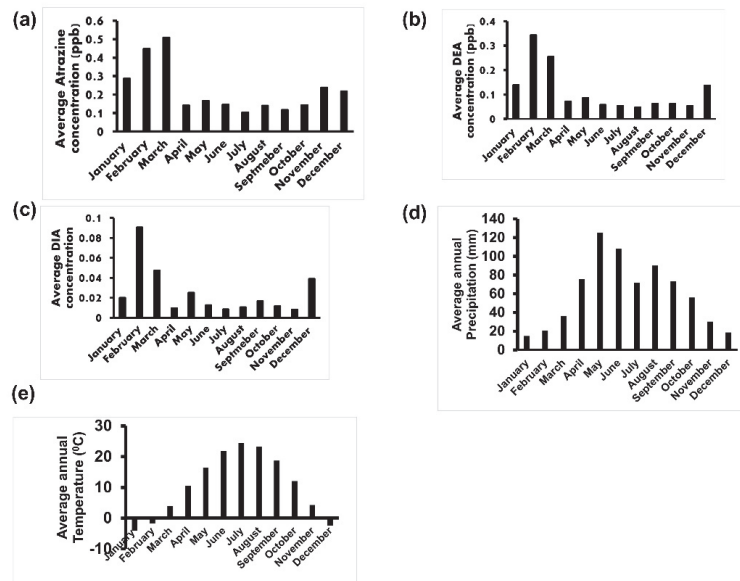 (a)
Average Atrazine
concentration (ppb)
0.6
0.5
0.4
0.3
0.2
0.1
0
January
February
March
April
May
June
July
August
Septmeber
October
November
December
(b)
Average DEA
concentration (ppb)
0.4
0.3
0.2
0.1
0
January
February
March
April
May
June
July
August
Septmeber
October
November
December
(c)
Average DIA
concentration
0.1
0.08
0.06
0.04
0.02
0
January
February
March
April
May
June
July
August
Septmeber
October
November
December
(d)
Average annual
Precipitation (mm)
140
120
100
80
60
40
20
0
January
February
March
April
May
June
July
August
September
October
November
December
(e)
Average annual
Temperature (⁰C)
30
20
10
0
-10
January
February
March
April
May
June
July
August
September
October
November
December